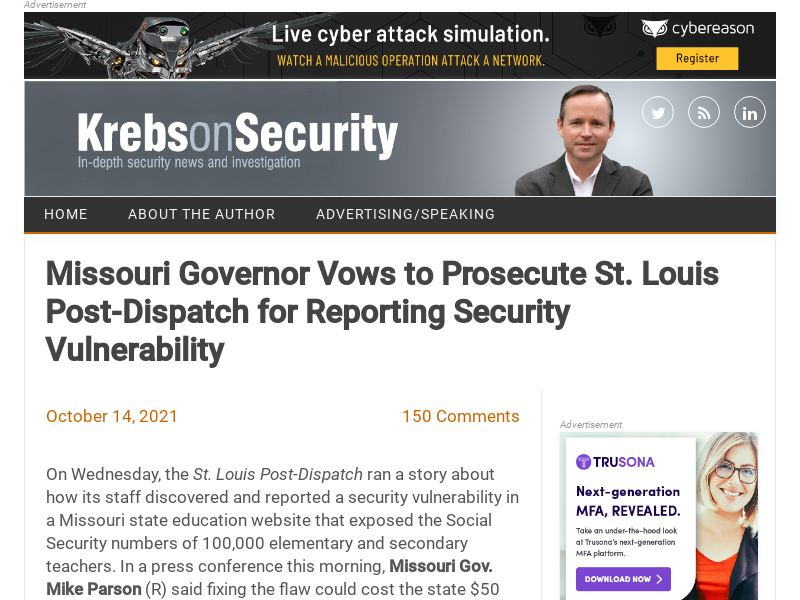 Advertisement
Live cyber attack simulation.
WATCH A MALICIOUS OPERATION ATTACK A NETWORK.
cybereason
Register
KrebsonSecurity
In-depth security news and investigation
in
HOME ABOUT THE AUTHOR ADVERTISING/SPEAKING
Missouri Governor Vows to Prosecute St. Louis
Post-Dispatch for Reporting Security
Vulnerability
October 14, 2021 150 Comments
On Wednesday, the St. Louis Post-Dispatch ran a story about
how its staff discovered and reported a security vulnerability in
a Missouri state education website that exposed the Social
Security numbers of 100,000 elementary and secondary
teachers. In a press conference this morning, Missouri Gov.
Mike Parson (R) said fixing the flaw could cost the state $50
Advertisement
TRUSONA
Next-generation
MFA, REVEALED.
Take an under-the-hood look
at Trusona's next-generation
MFA platform.
DOWNLOAD NOW